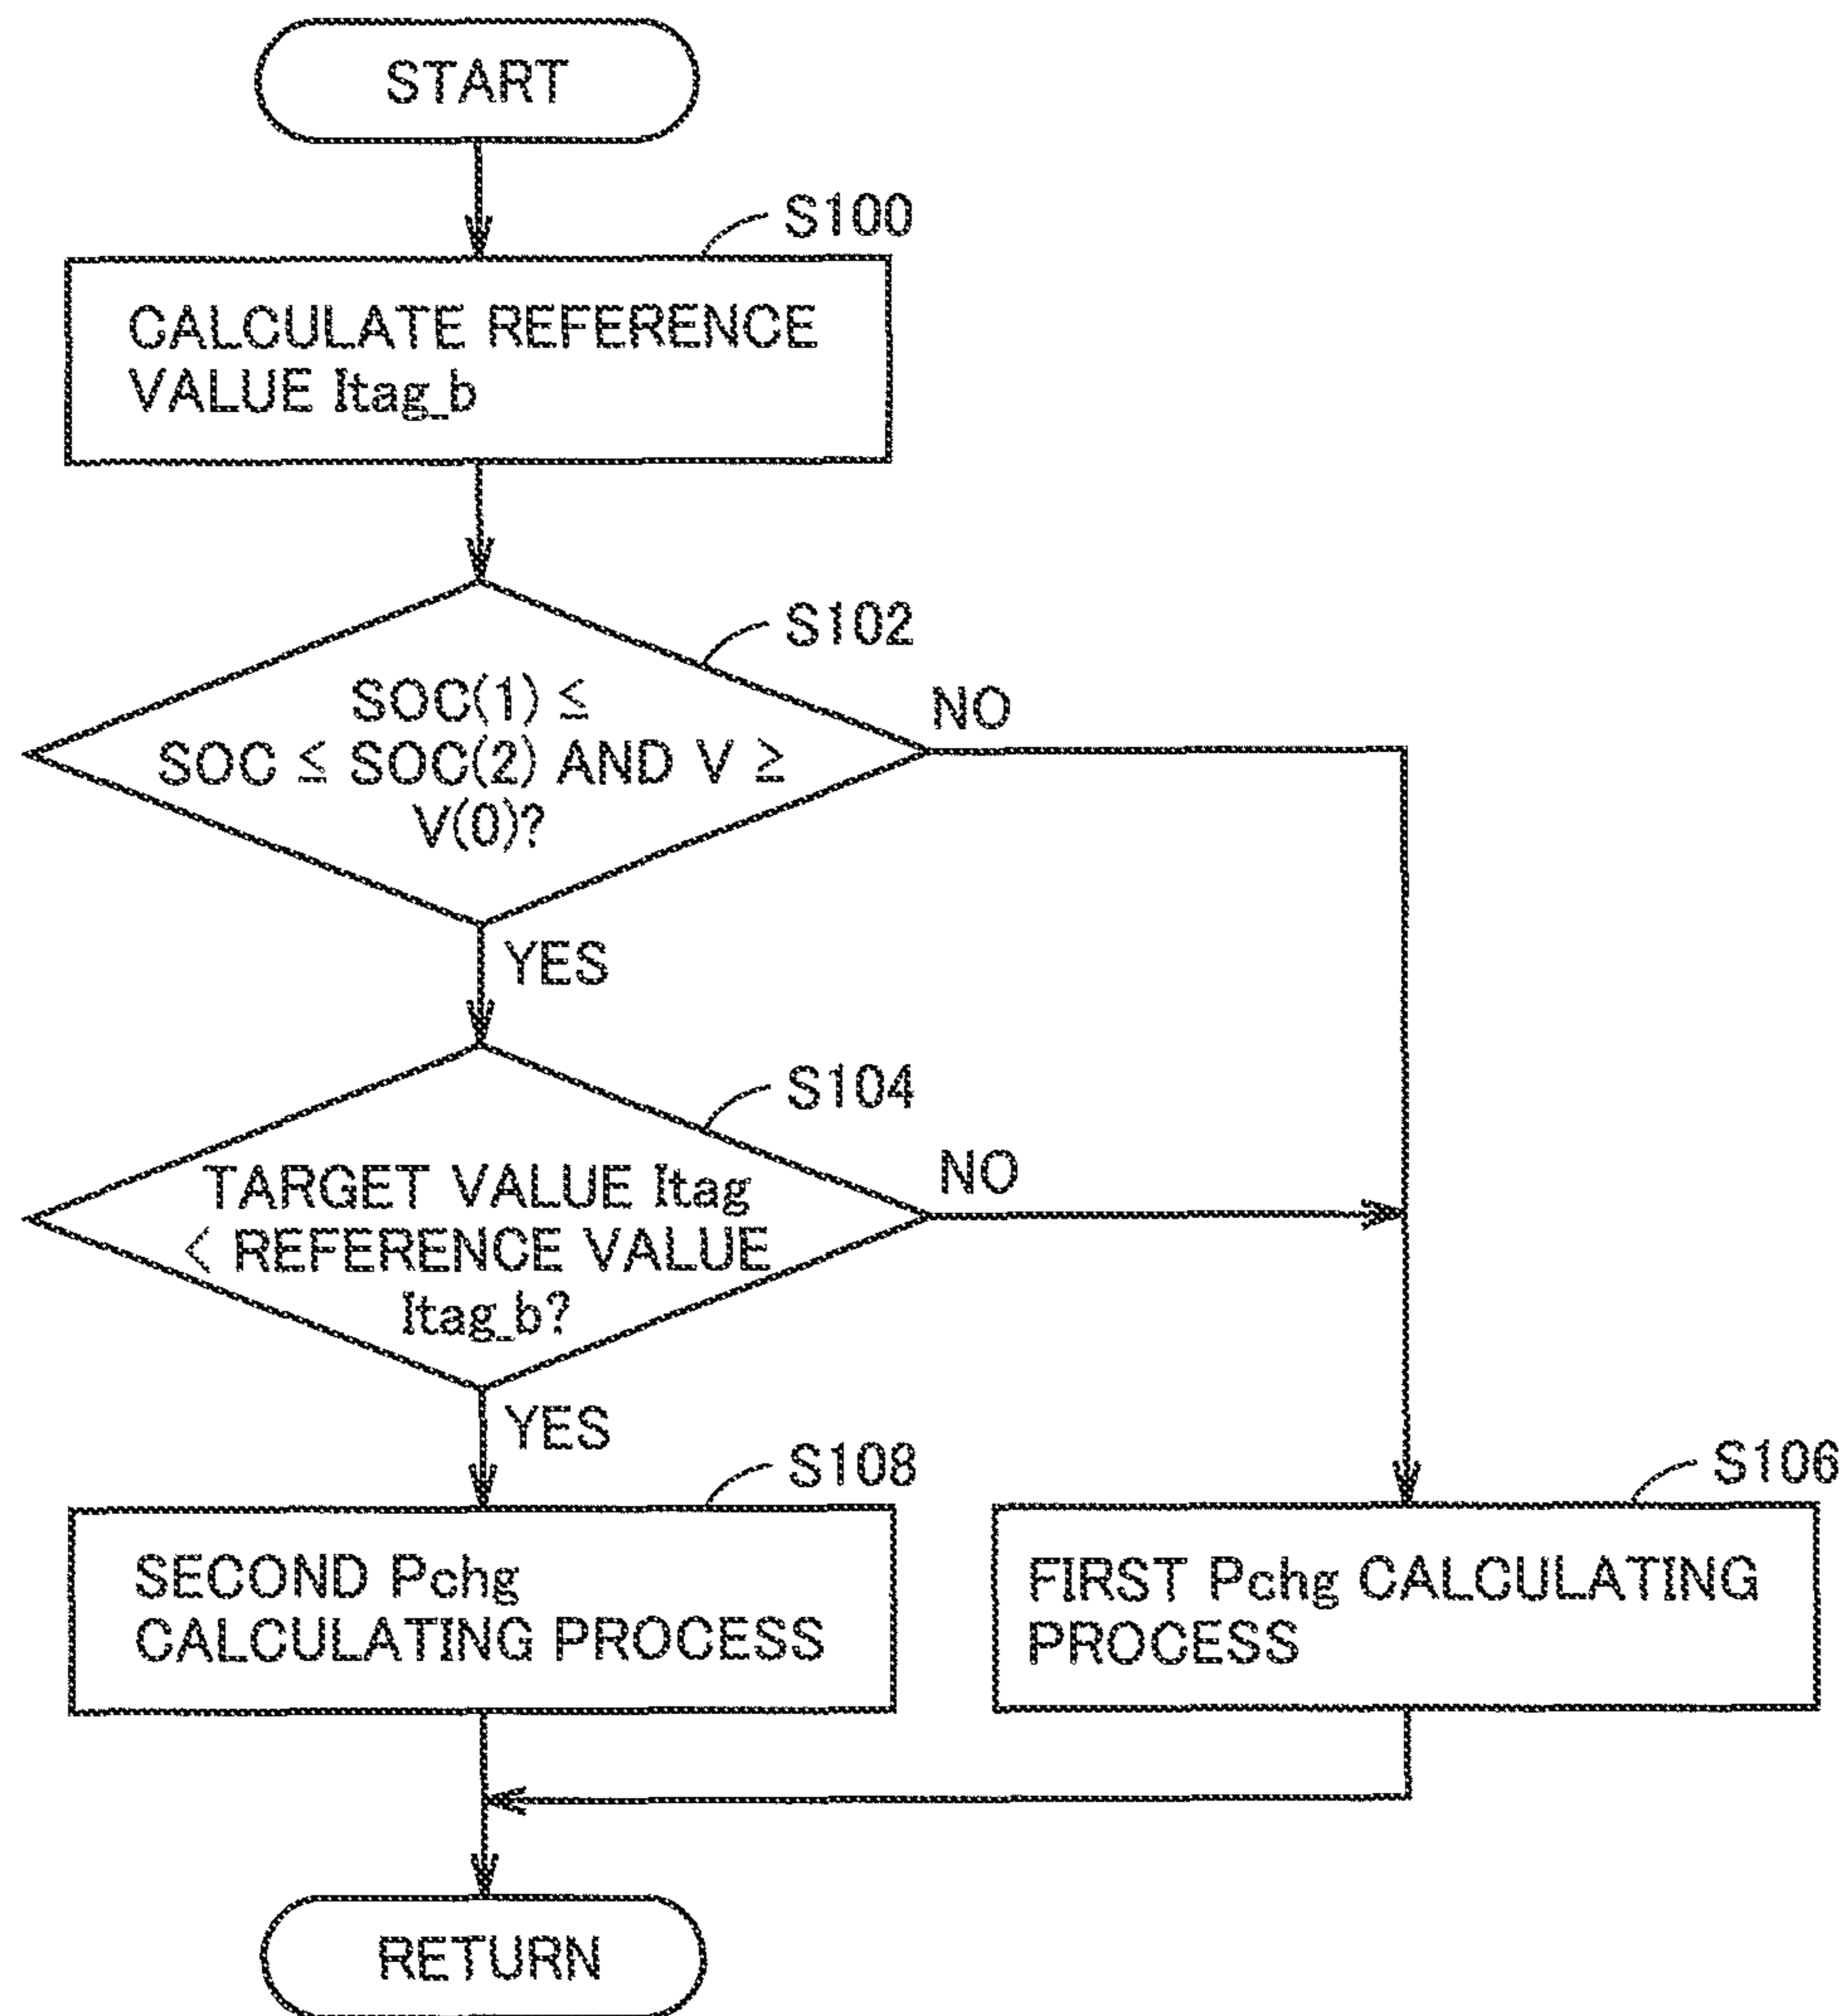 START
S100
CALCULATE REFERENCE
VALUE Itag_b
S102
SOC(1) ≤
SOC ≤ SOC(2) AND V ≥
V(0)?
NO
YES
S104
TARGET VALUE Itag
< REFERENCE VALUE
Itag_b?
NO
YES
S108
SECOND Pchg
CALCULATING PROCESS
S106
FIRST Pchg CALCULATING
PROCESS
RETURN